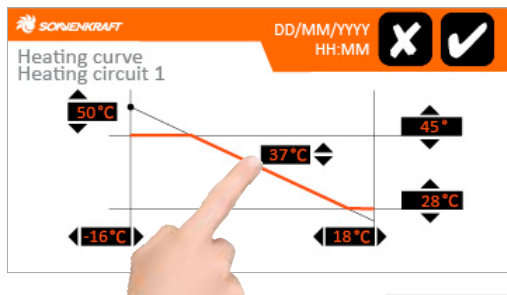 SONNENKRAFT
DD/MM/YYYY
HH:MM
Heating curve
Heating circuit 1
50°C
45°
37°C
28°C
-16°C
18°C